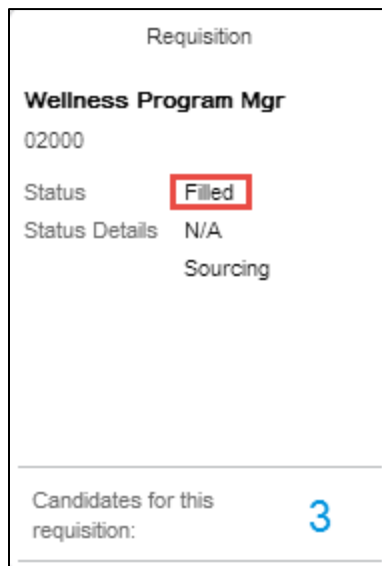 Requisition
Wellness Program Mgr
02000
Status Filled
Status Details N/A
Sourcing
Candidates for this
requisition: 3